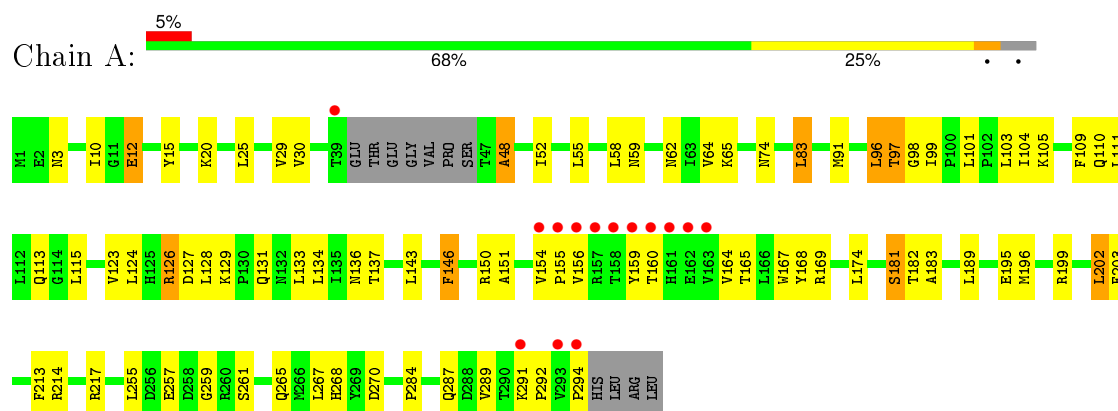 5%
Chain A:
68% 25% • •
M1 E2 N3 I10 G11 E12 Y15 K20 L25 V29 V30 T39 GLU THR GLU GLY VAL PRO SER T47 A48 I52 L55 L58 N59 N62 I63 V64 K65 N74 L83 M91 L96 T97 G98 I99 P100 L101 P102 L103 I104 K105 F109 Q110 L111
L112 Q113 G114 L115 V123 L124 H125 R126 D127 L128 K129 P130 Q131 N132 L133 L134 I135 N136 T137 L143 F146 R150 A151 V154 P155 V156 R157 T158 Y159 T160 H161 E162 V163 V164 T165 L166 W167 Y168 R169 L174 S181 T182 A183 L189 E195 M196 R199 L202 F203
F213 R214 R217 L255 D256 E257 D258 G259 R260 S261 Q265 M266 L267 H268 Y269 D270 P284 Q287 D288 V289 T290 K291 P292 V293 P294 HIS LEU ARG LEU